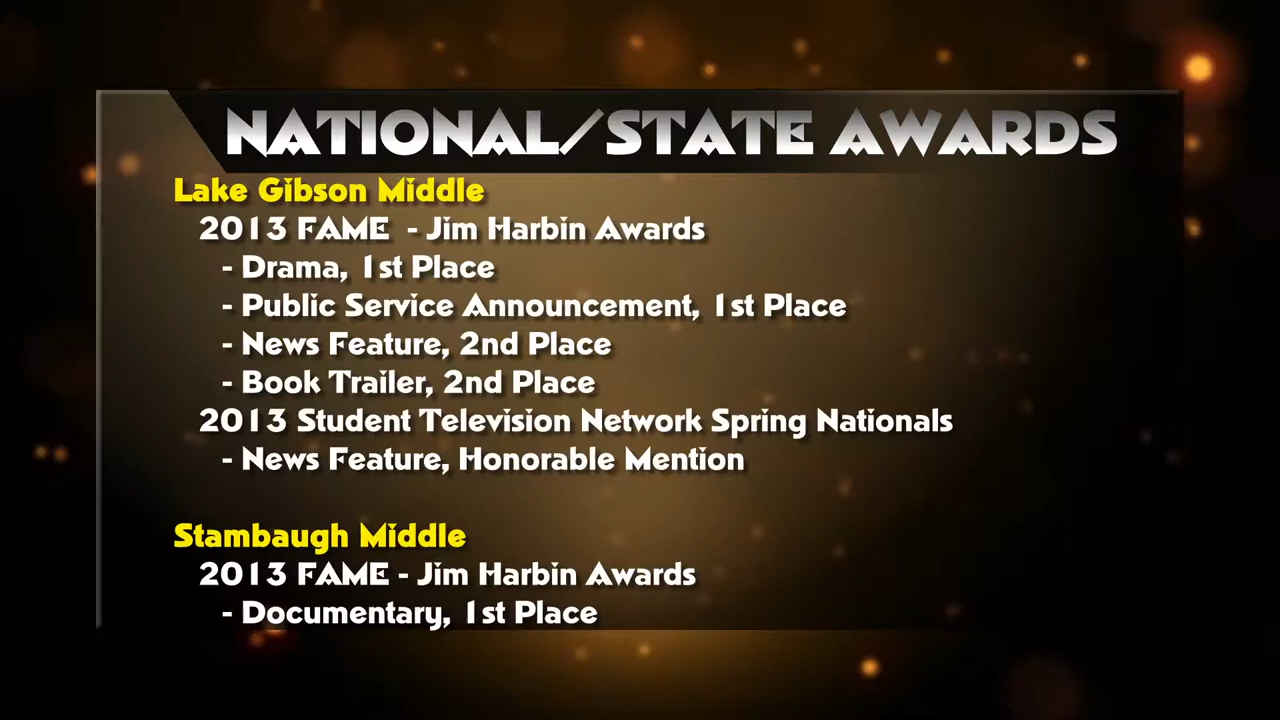 NATIONAL/STATE AWARDS
Lake Gibson Middle
2013 FAME - Jim Harbin Awards
- Drama, 1st Place
- Public Service Announcement, 1st Place
- News Feature, 2nd Place
- Book Trailer, 2nd Place
2013 Student Television Network Spring Nationals
- News Feature, Honorable Mention
Stambaugh Middle
2013 FAME - Jim Harbin Awards
- Documentary, 1st Place